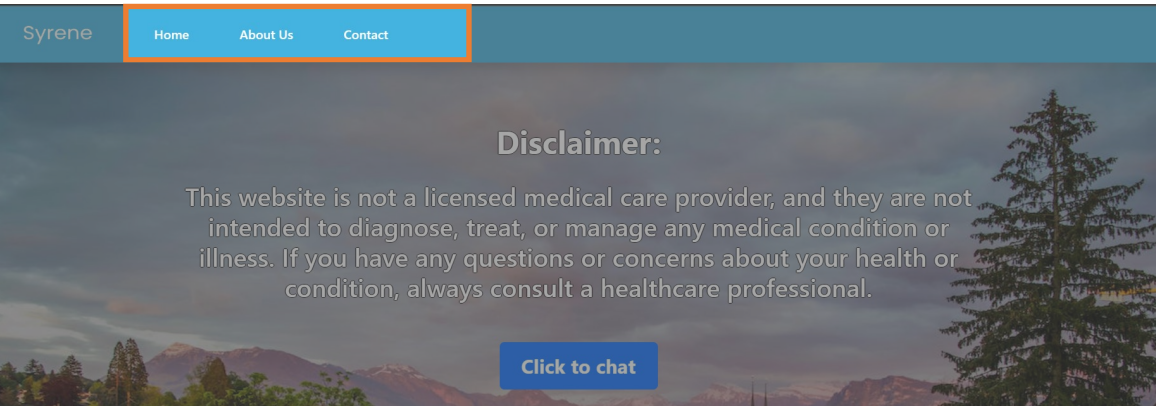 Syrene Home About Us Contact
Disclaimer:
This website is not a licensed medical care provider, and they are not
intended to diagnose, treat, or manage any medical condition or
illness. If you have any questions or concerns about your health or
condition, always consult a healthcare professional.
Click to chat